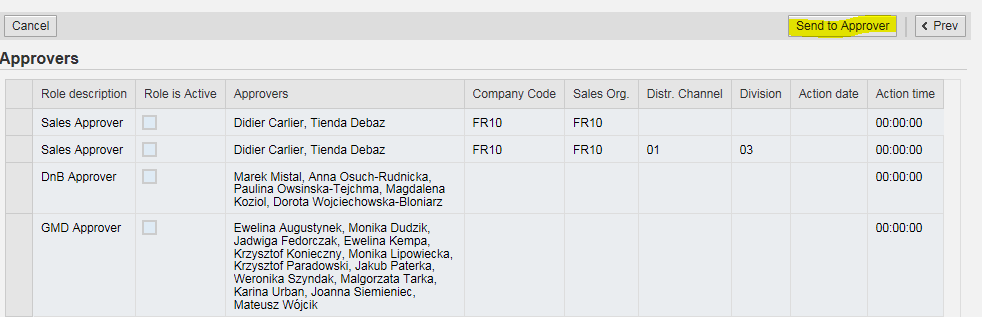 Cancel Send to Approver Prev
Approvers
Role description Role is Active Approvers Company Code Sales Org. Distr. Channel Division Action date Action time
Sales Approver Didier Carlier, Tienda Debaz FR10 FR10 00:00:00
Sales Approver Didier Carlier, Tienda Debaz FR10 FR10 01 03 00:00:00
DnB Approver Marek Mistal, Anna Osuch-Rudnicka, 00:00:00
Paulina Owsinska-Tejchma, Magdalena
Koziol, Dorota Wojciechowska-Bloniarz
GMD Approver Ewelina Augustynek, Monika Dudzik, 00:00:00
Jadwiga Fedorczak, Ewelina Kempa,
Krzysztof Konieczny, Monika Lipowiecka,
Krzysztof Paradowski, Jakub Paterka,
Weronika Szyndak, Malgorzata Tarka,
Karina Urban, Joanna Siemieniec,
Mateusz Wójcik